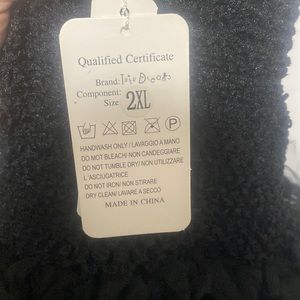 Qualified Certificate
Brand:
Component:
Size: 2XL
P
HANDWASH ONLY / LAVAGGIO A MANO
DO NOT BLEACH/ NON CANDEGGIARE
DO NOT TUMBLE DRY/ NON UTILIZZARE
L'ASCIUGATRICE
DO NOT IRON/ NON STIRARE
DRY CLEAN/ LAVARE A SECCO
MADE IN CHINA